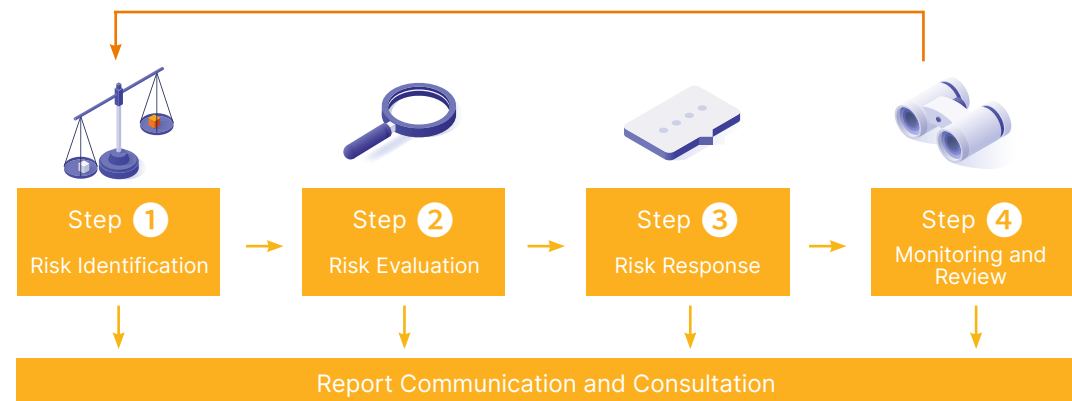 Step 1
Risk Identification
Step 2
Risk Evaluation
Step 3
Risk Response
Step 4
Monitoring and
Review
Report Communication and Consultation